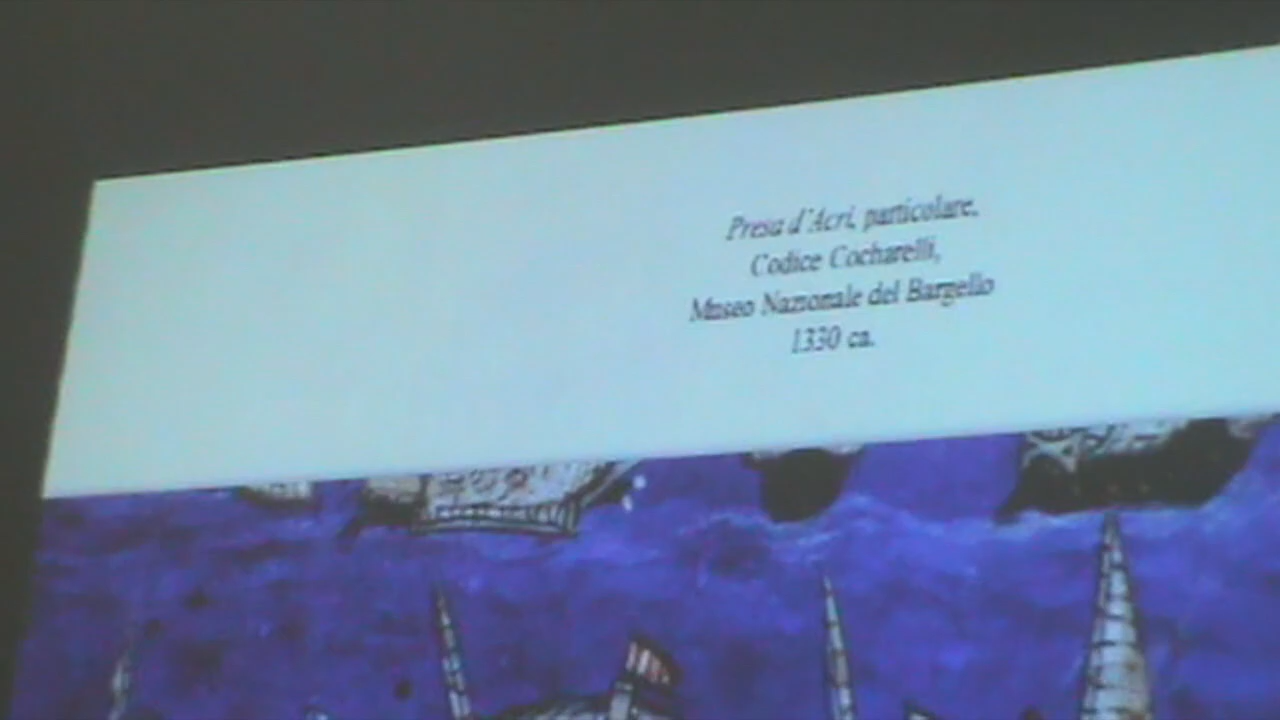 Presa d'Acri, particolare,
Codice Cocharelli,
Museo Nazionale del Bargello
1330 ca.